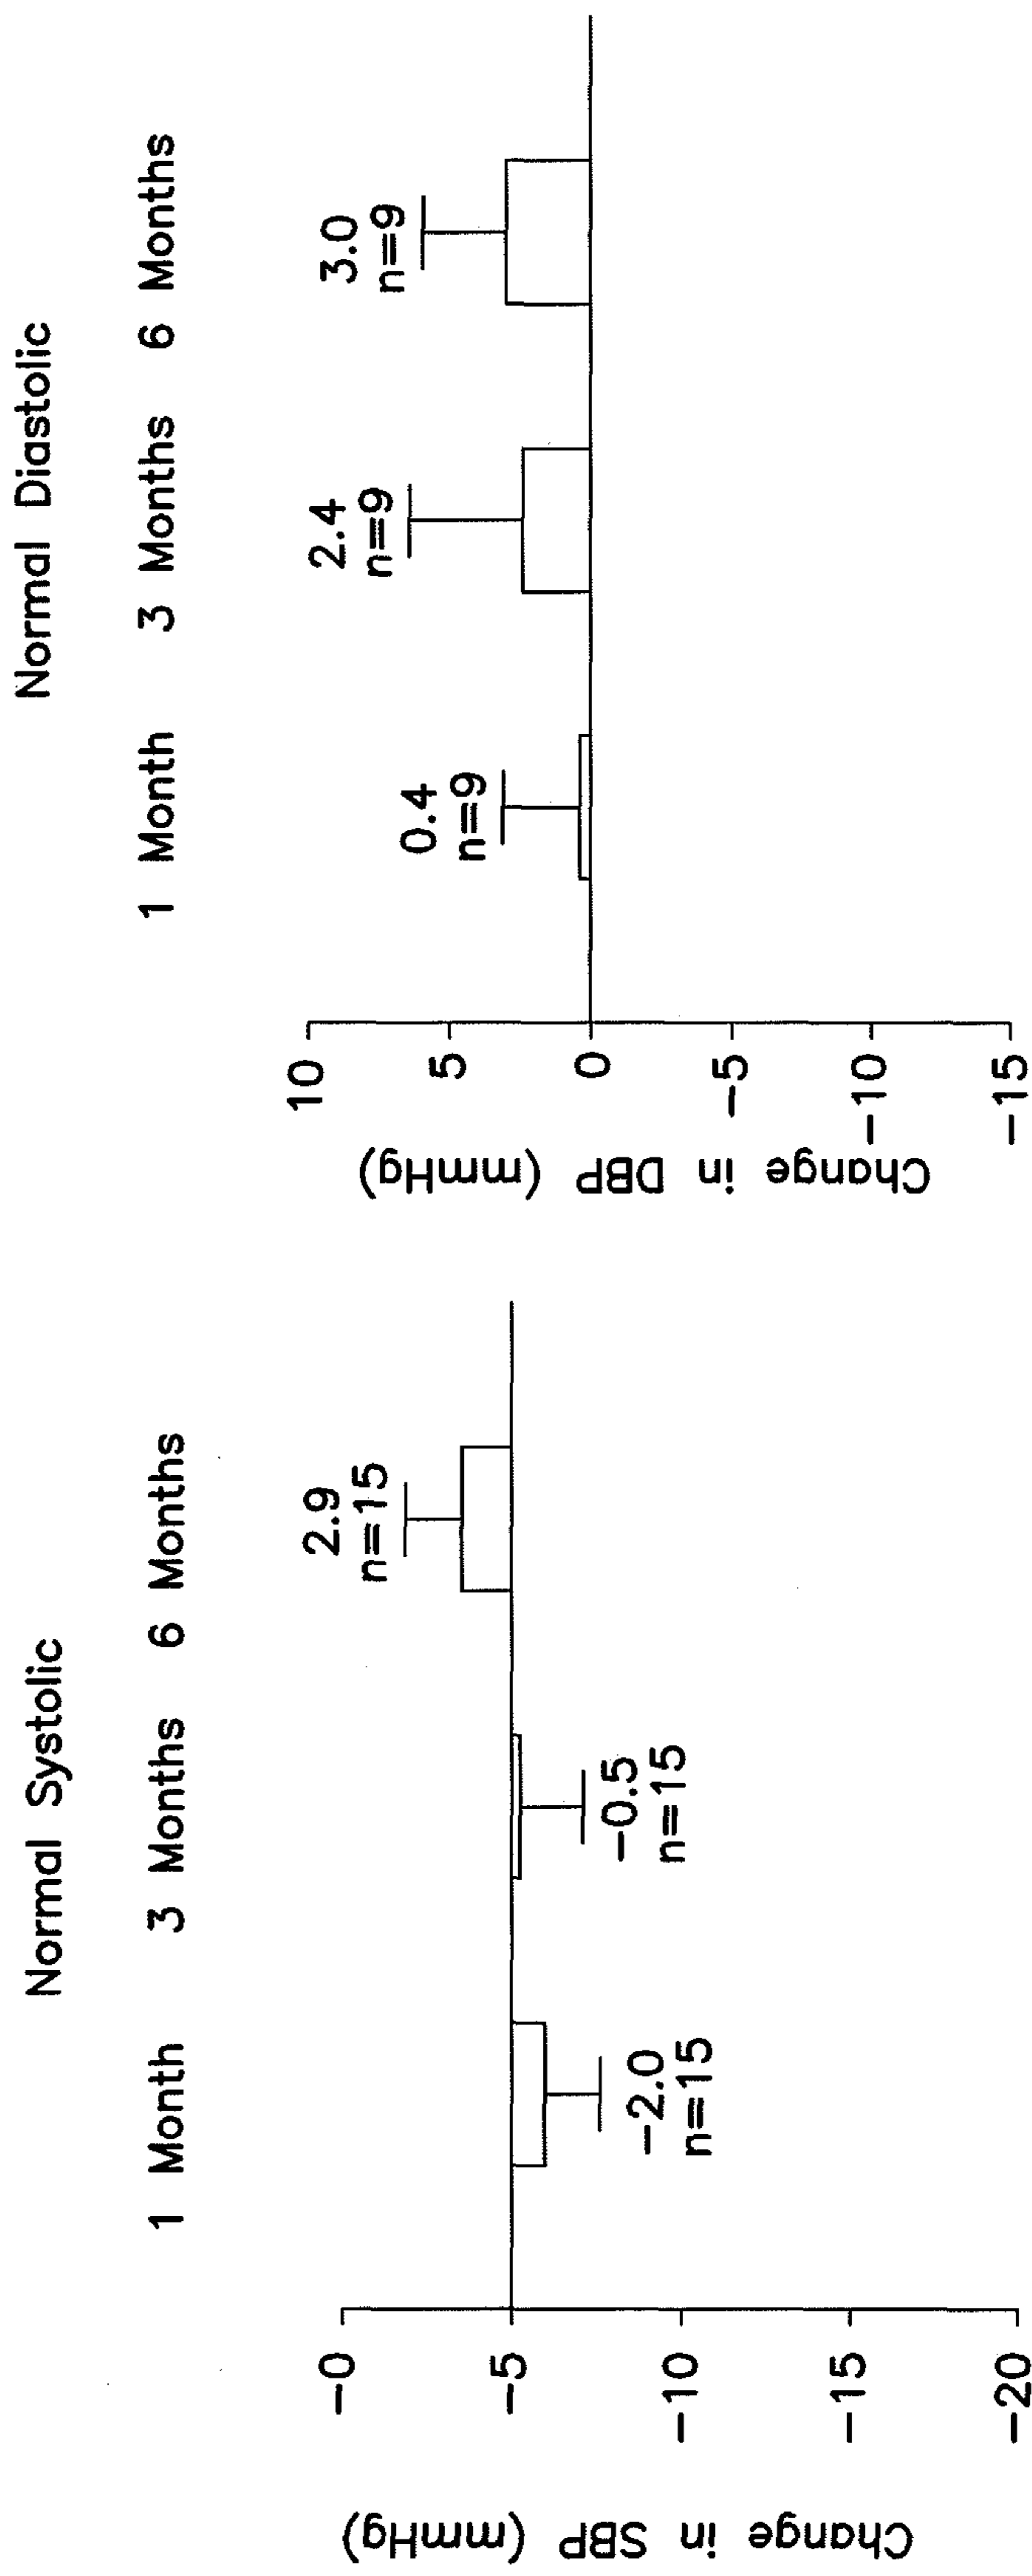 Normal Systolic
1 Month
3 Months
6 Months
2.9
n=15
-0.5
n=15
-2.0
n=15
-0
-5
-10
-15
-20
Change in SBP (mmHg)
Normal Diastolic
1 Month
3 Months
6 Months
0.4
n=9
2.4
n=9
3.0
n=9
10
5
0
-5
-10
-15
Change in DBP (mmHg)